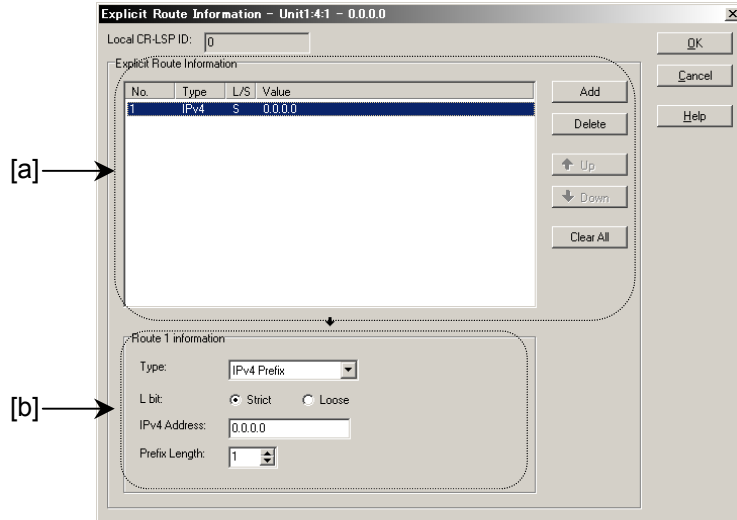 Explicit Route Information – Unit1:4:1 – 0.0.0.0
Local CR-LSP ID: 0
OK
Cancel
Help
Explicit Route Information
No. Type L/S Value
1 IPv4 S 0.0.0.0
Add
Delete
Up
Down
Clear All
[a]
Route 1 information
Type: IPv4 Prefix
L bit: Strict Loose
IPv4 Address: 0.0.0.0
Prefix Length: 1
[b]